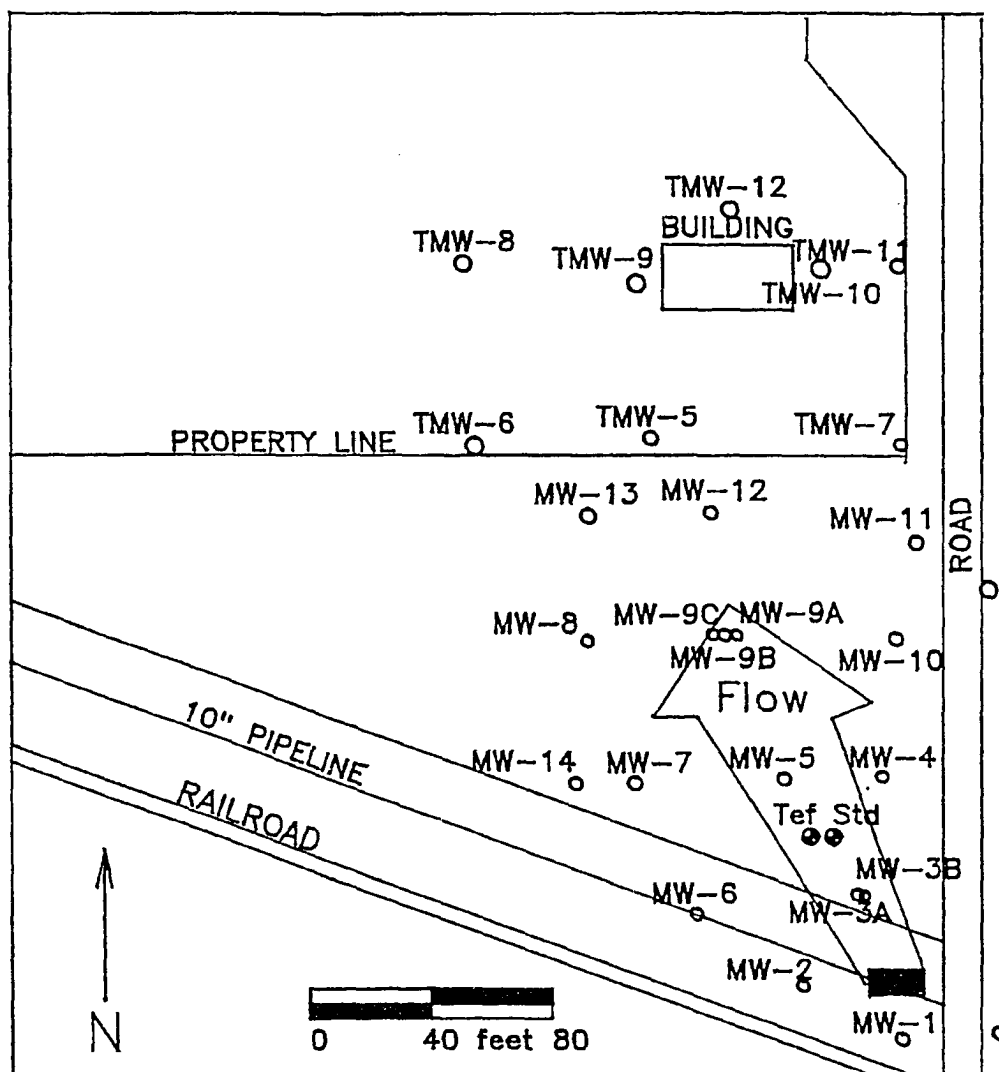 TMW-12
BUILDING
TMW-8
TMW-9
TMW-11
TMW-10
PROPERTY LINE
TMW-6
TMW-5
TMW-7
MW-13
MW-12
MW-11
ROAD
MW-8
MW-9C
MW-9A
MW-9B
MW-10
Flow
10" PIPELINE
RAILROAD
MW-14
MW-7
MW-5
MW-4
Tef Std
MW-3B
MW-3A
MW-6
MW-2
MW-1
N
0 40 feet 80